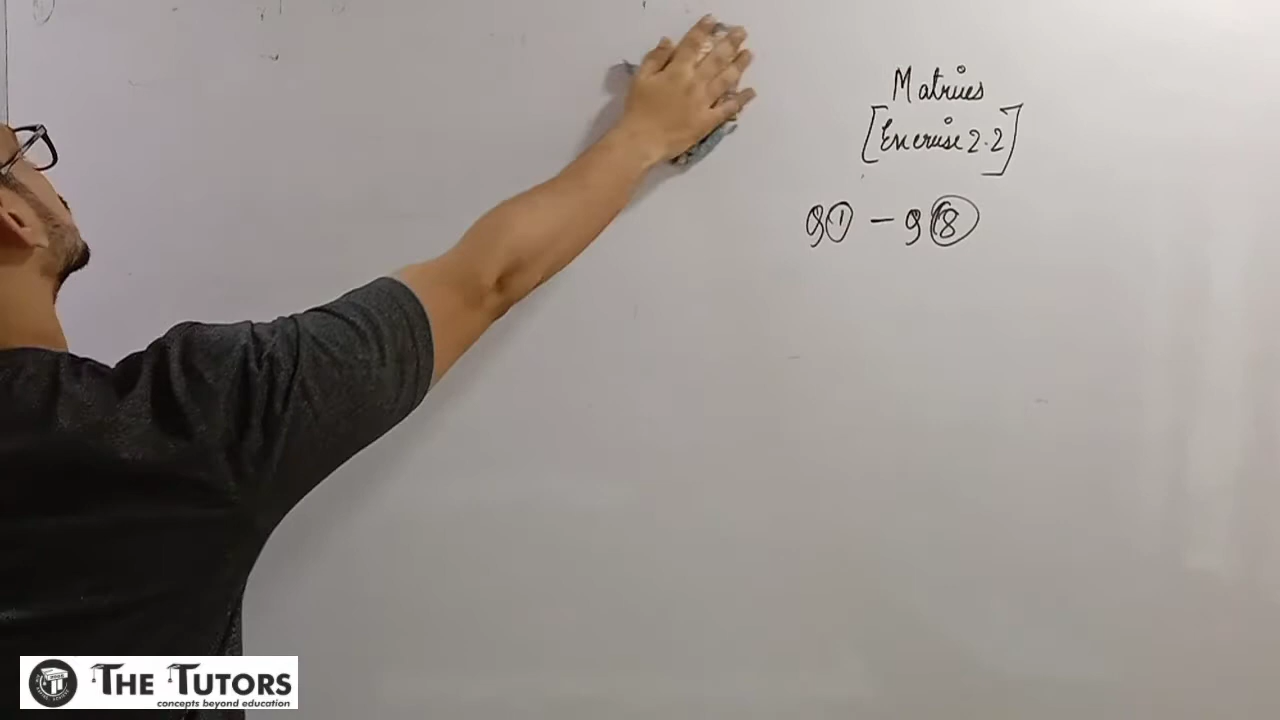 Matrices
[Exercise 2.2]
Q① - Q⑧
THE TUTORS
concepts beyond education